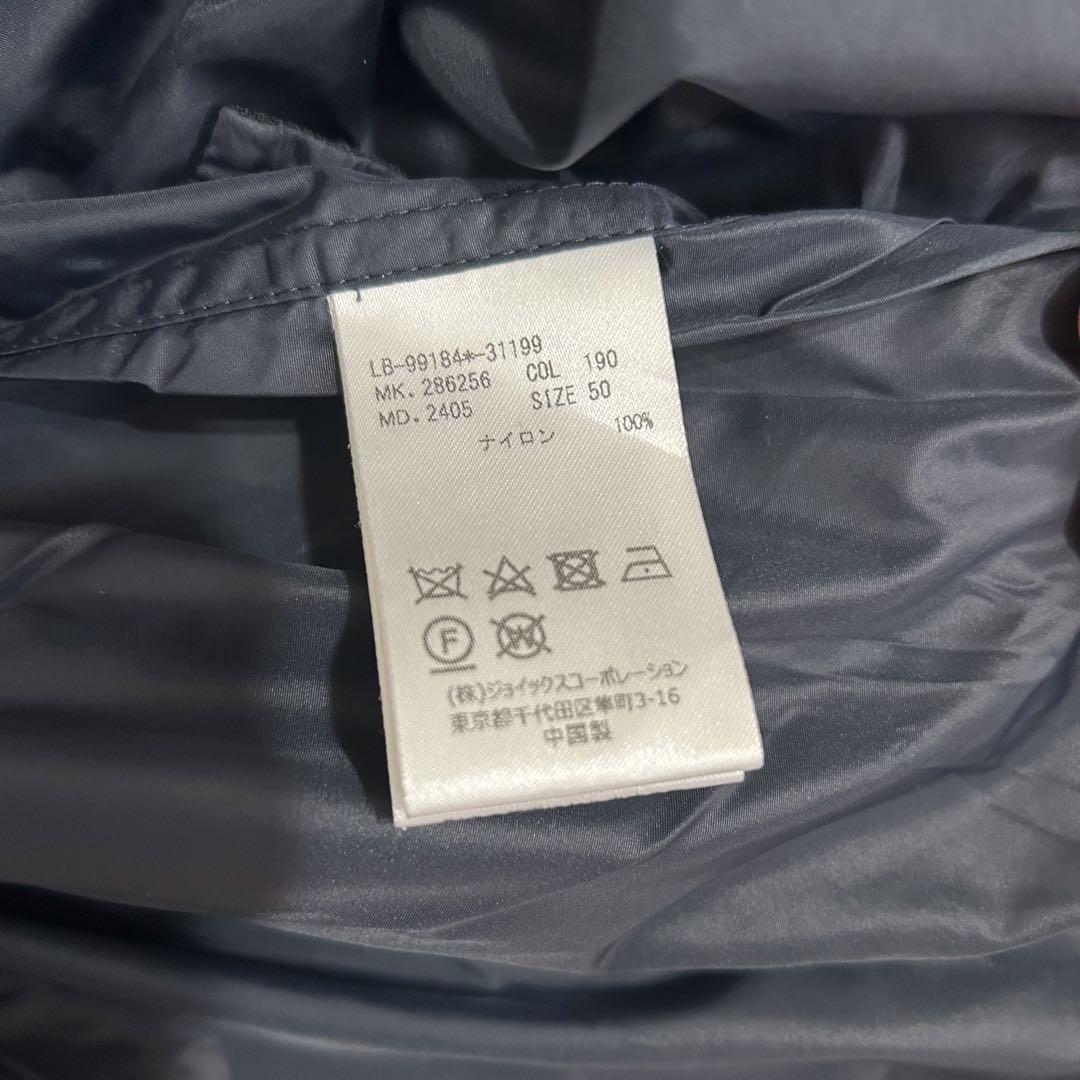 LB-99184*-31199
MK.286256 COL 190
MD.2405 SIZE 50
ナイロン 100%
F
W
(株)ジョイックスコーポレーション
東京都千代田区隼町3-16
中国製